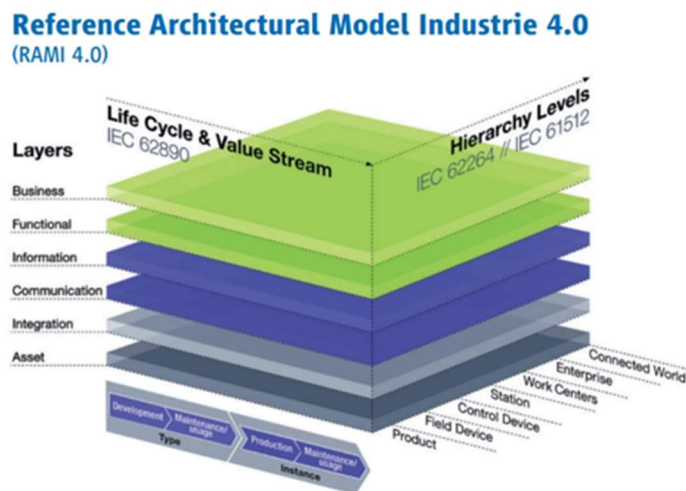 Reference Architectural Model Industrie 4.0
(RAMI 4.0)
Life Cycle & Value Stream
IEC 62890
Hierarchy Levels
IEC 62264 // IEC 61512
Layers
Business
Functional
Information
Communication
Integration
Asset
Development
Maintenance/
usage
Type
Production
Maintenance/
usage
Instance
Connected World
Enterprise
Work Centers
Station
Control Device
Field Device
Product